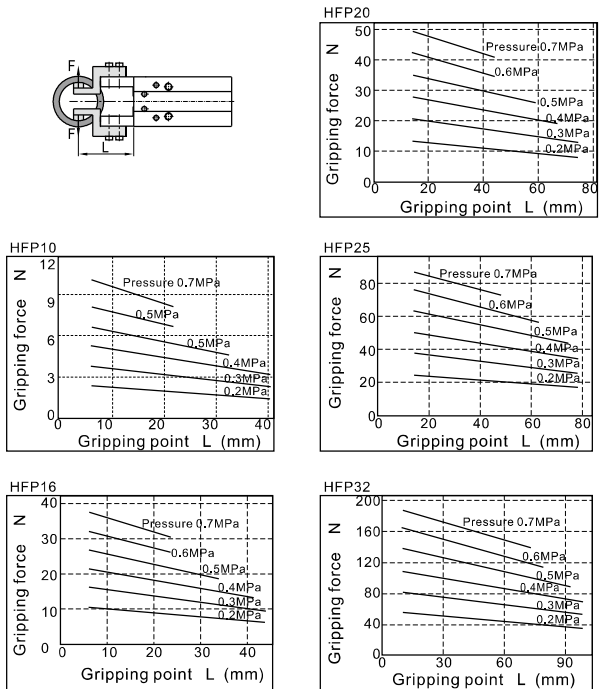 F
F
L
HFP20
Gripping force N
50
40
30
20
10
0
Pressure 0.7MPa
0.6MPa
0.5MPa
0.4MPa
0.3MPa
0.2MPa
0 20 40 60 80
Gripping point L (mm)
HFP10
Gripping force N
12
9
6
3
0
Pressure 0.7MPa
0.5MPa
0.5MPa
0.4MPa
0.3MPa
0.2MPa
0 10 20 30 40
Gripping point L (mm)
HFP25
Gripping force N
80
60
40
20
0
Pressure 0.7MPa
0.6MPa
0.5MPa
0.4MPa
0.3MPa
0.2MPa
0 20 40 60 80
Gripping point L (mm)
HFP16
Gripping force N
40
30
20
10
0
Pressure 0.7MPa
0.6MPa
0.5MPa
0.4MPa
0.3MPa
0.2MPa
0 10 20 30 40
Gripping point L (mm)
HFP32
Gripping force N
200
160
120
80
40
Pressure 0.7MPa
0.6MPa
0.5MPa
0.4MPa
0.3MPa
0.2MPa
0 30 60 90
Gripping point L (mm)